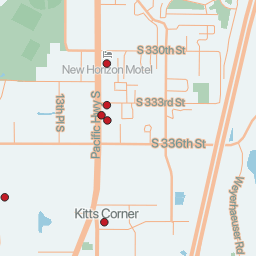 S 330th St
New Horizon Motel
S 333rd St
13th Pl S
Pacific Hwy S
S 336th St
Weyerhaeuser Rd
Kitts Corner